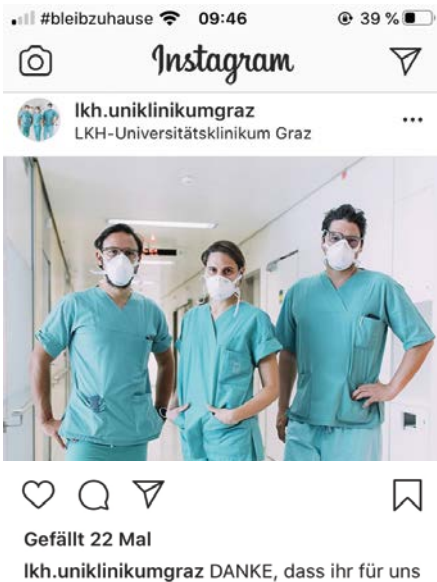 #bleibzuhause 09:46 39 %
Instagram
lkh.uniklinikumgraz
LKH-Universitätsklinikum Graz
Gefällt 22 Mal
lkh.uniklinikumgraz DANKE, dass ihr für uns